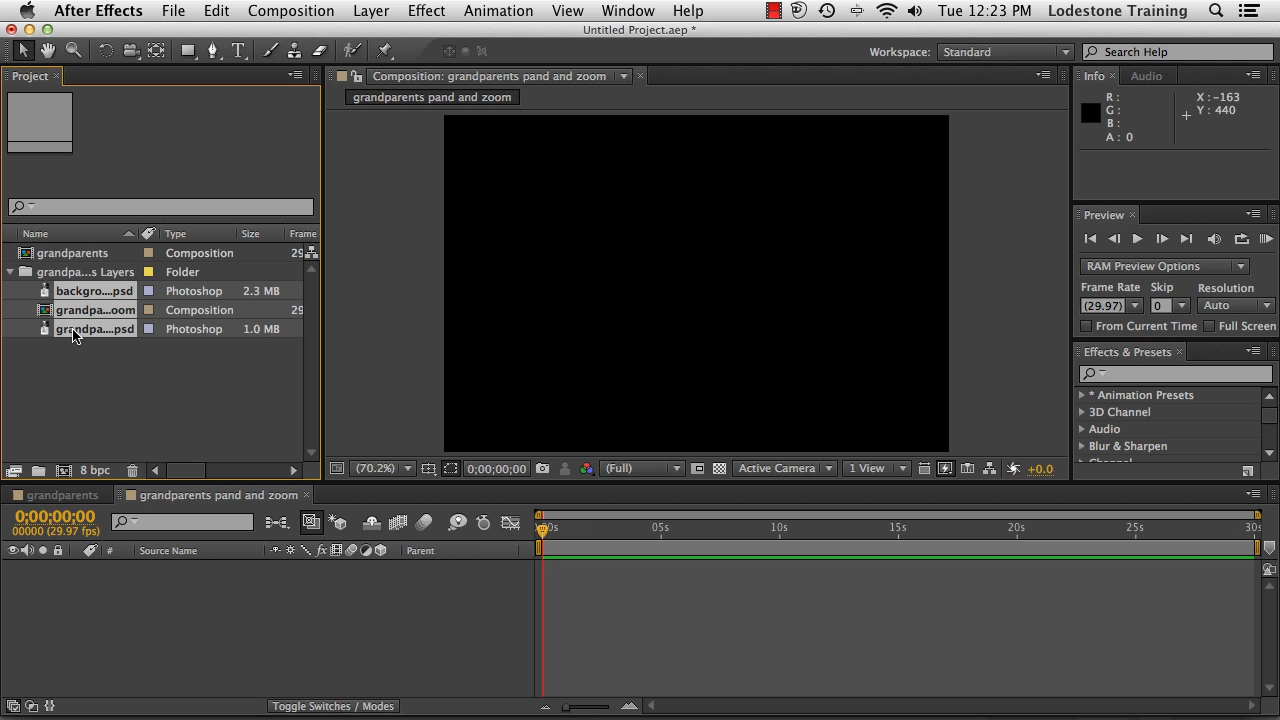 After Effects File Edit Composition Layer Effect Animation View Window Help Tue 12:23 PM Lodestone Training
Untitled Project.aep *
Workspace: Standard Search Help
Project × Composition: grandparents pand and zoom × Info × Audio
grandparents pand and zoom
R : X : -163
G : Y : 440
B :
A : 0
Preview ×
Name Type Size Frame
grandparents Composition 29
grandpa...s Layers Folder
RAM Preview Options
backgro....psd Photoshop 2.3 MB
Frame Rate Skip Resolution
grandpa...oom Composition 29
(29.97) 0 Auto
grandpa....psd Photoshop 1.0 MB
From Current Time Full Screen
Effects & Presets ×
* Animation Presets
3D Channel
Audio
Blur & Sharpen
Channel
8 bpc (70.2%) 0;00;00;00 (Full) Active Camera 1 View +0.0
grandparents grandparents pand and zoom ×
0;00;00;00
00000 (29.97 fps)
05s 10s 15s 20s 25s 30s
# Source Name fx Parent
Toggle Switches / Modes